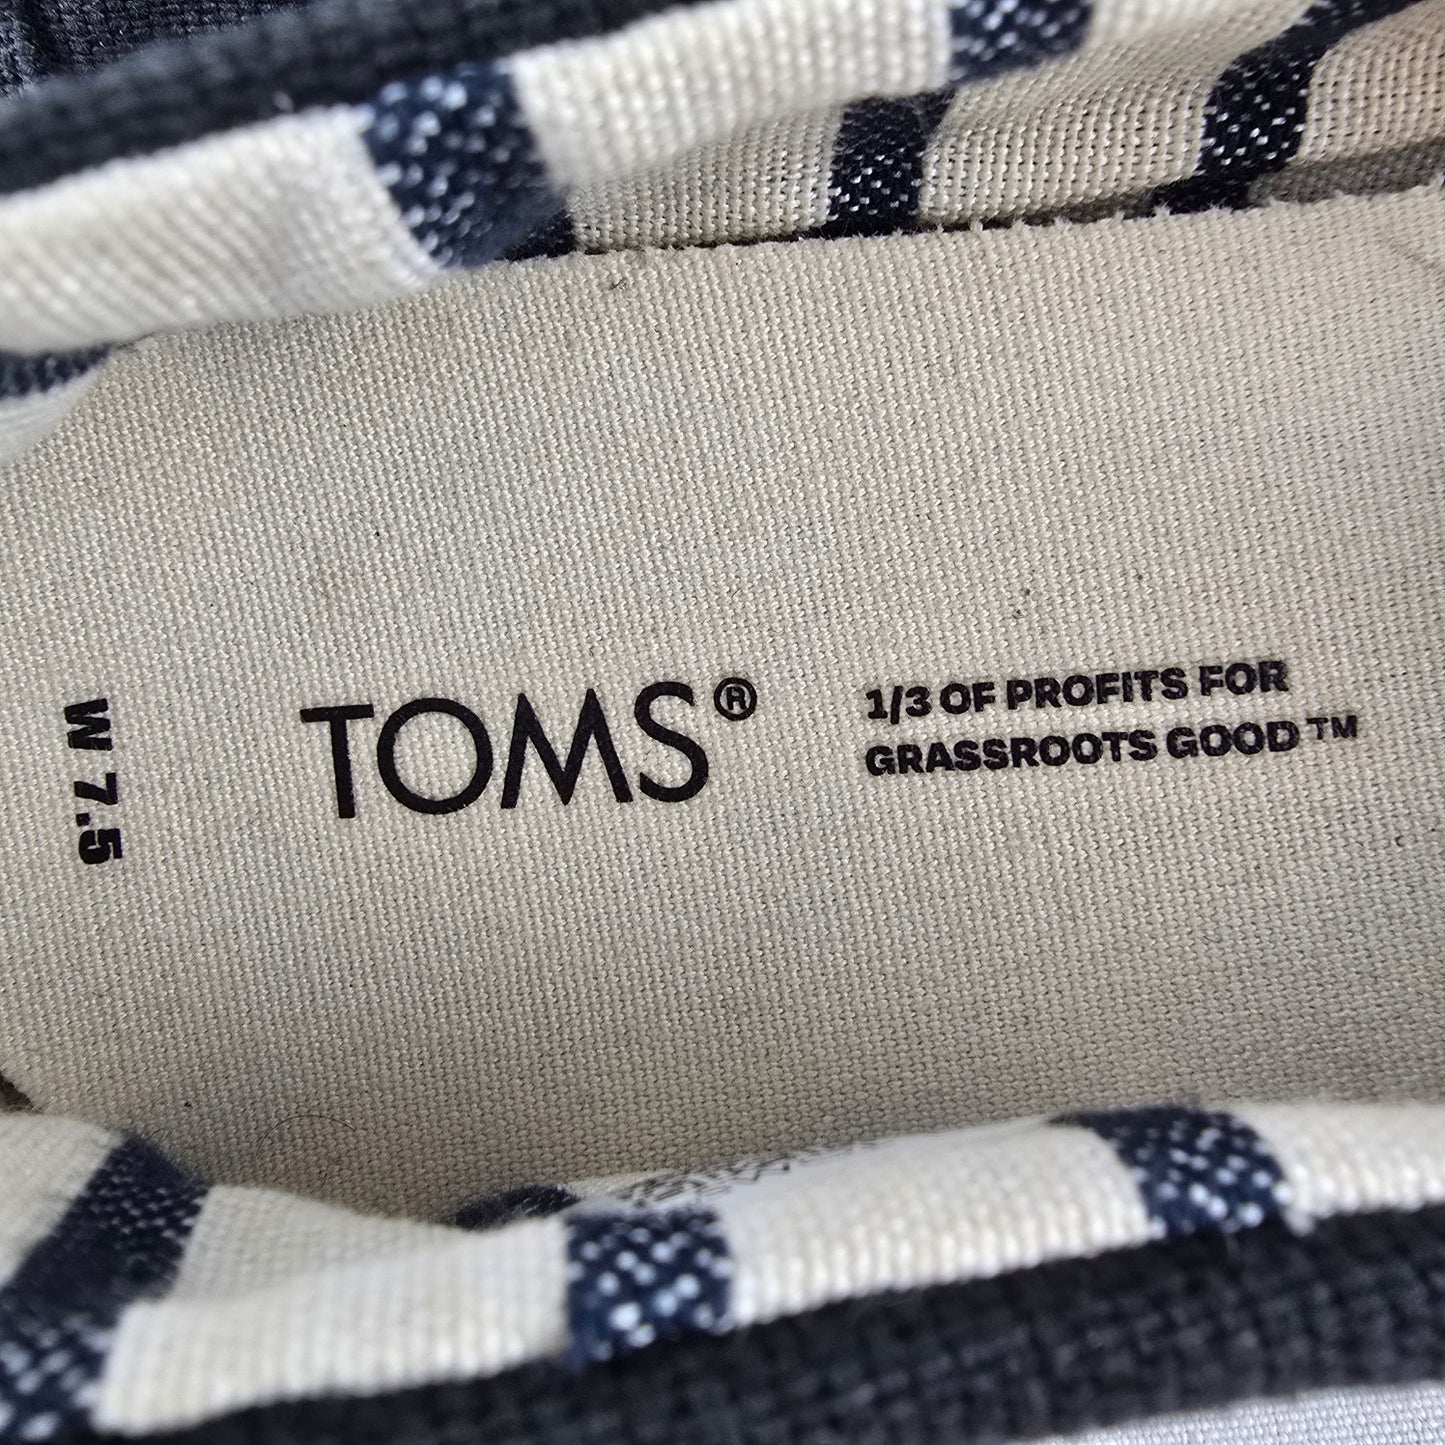 W 7.5
TOMS®
1/3 OF PROFITS FOR
GRASSROOTS GOOD™